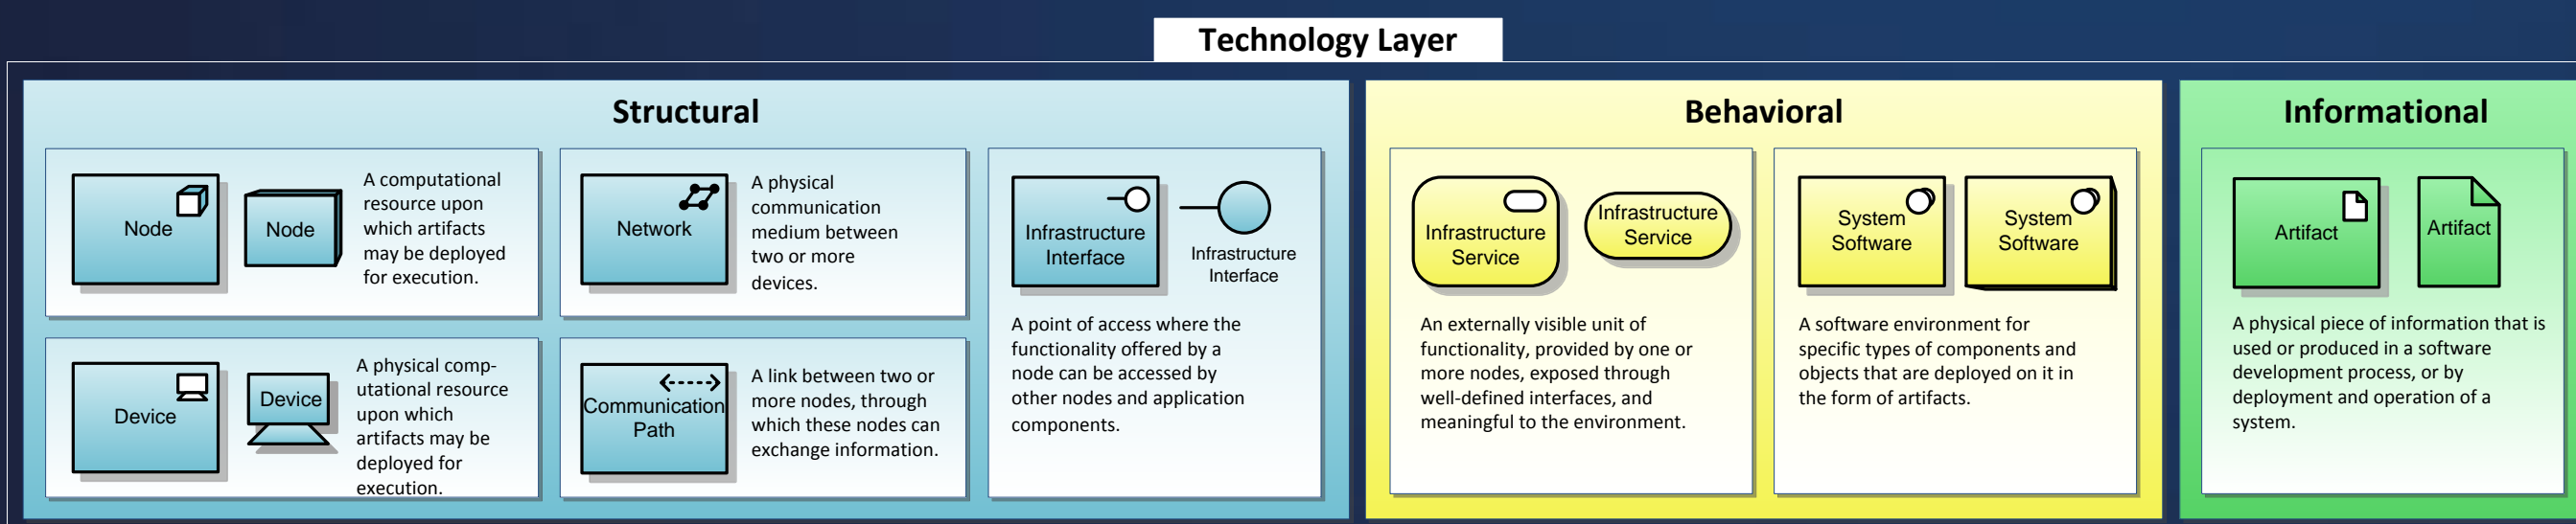 Technology Layer
Structural
Node
Node
A computational
resource upon
which artifacts
may be deployed
for execution.
Network
A physical
communication
medium between
two or more
devices.
Device
Device
A physical comp-
utational resource
upon which
artifacts may be
deployed for
execution.
Communication
Path
A link between two or
more nodes, through
which these nodes can
exchange information.
Infrastructure
Interface
Infrastructure
Interface
A point of access where the
functionality offered by a
node can be accessed by
other nodes and application
components.
Behavioral
Infrastructure
Service
Infrastructure
Service
An externally visible unit of
functionality, provided by one or
more nodes, exposed through
well-defined interfaces, and
meaningful to the environment.
System
Software
System
Software
A software environment for
specific types of components and
objects that are deployed on it in
the form of artifacts.
Informational
Artifact
Artifact
A physical piece of information that is
used or produced in a software
development process, or by
deployment and operation of a
system.